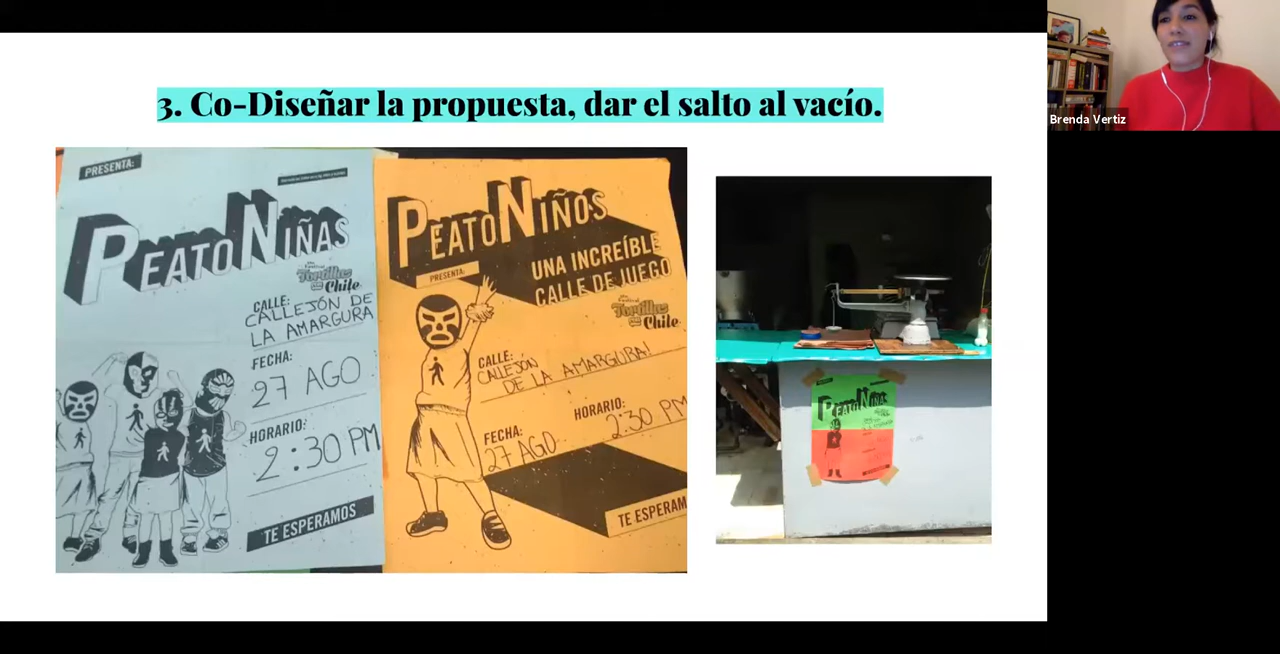 3. Co-Diseñar la propuesta, dar el salto al vacío.
Brenda Vertiz
PRESENTA:
PEATONIÑAS
Tortillas
Chile
CALLE:
CALLEJÓN DE
LA AMARGURA
FECHA:
27 AGO
HORARIO:
2:30 PM
TE ESPERAMOS
PEATONIÑOS
PRESENTA:
UNA INCREÍBLE
CALLE DE JUEGO
Tortillas
Chile
CALLE:
CALLEJÓN
DE LA AMARGURA!
HORARIO:
2:30 PM
FECHA:
27 AGO
TE ESPERAM
PEATONIÑAS